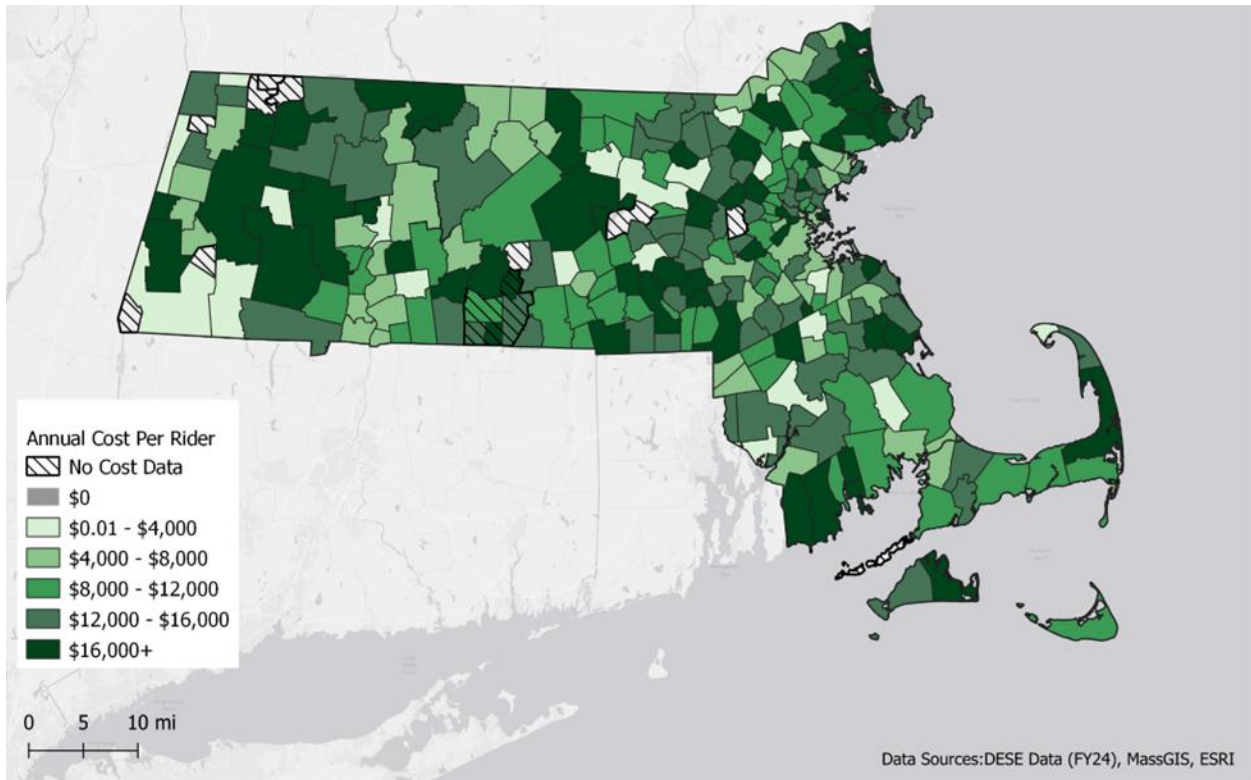 Annual Cost Per Rider
No Cost Data
$0
$0.01 - $4,000
$4,000 - $8,000
$8,000 - $12,000
$12,000 - $16,000
$16,000+
0 5 10 mi
Data Sources:DESE Data (FY24), MassGIS, ESRI